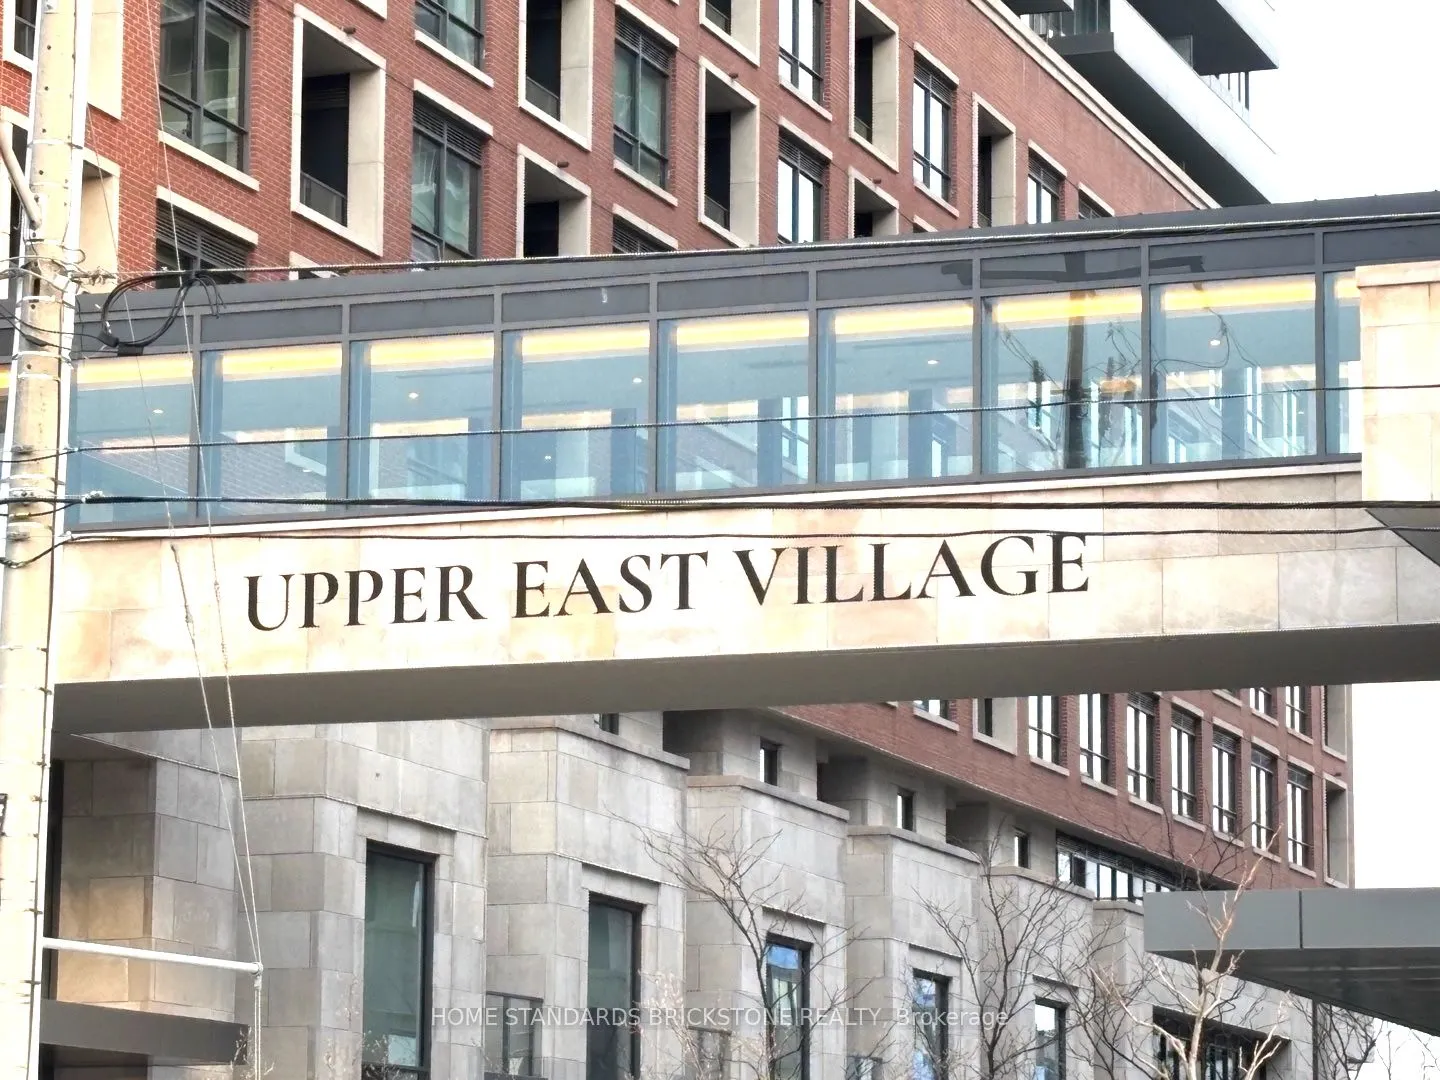 UPPER EAST VILLAGE
HOME STANDARDS BRICKSTONE REALTY, Brokerage